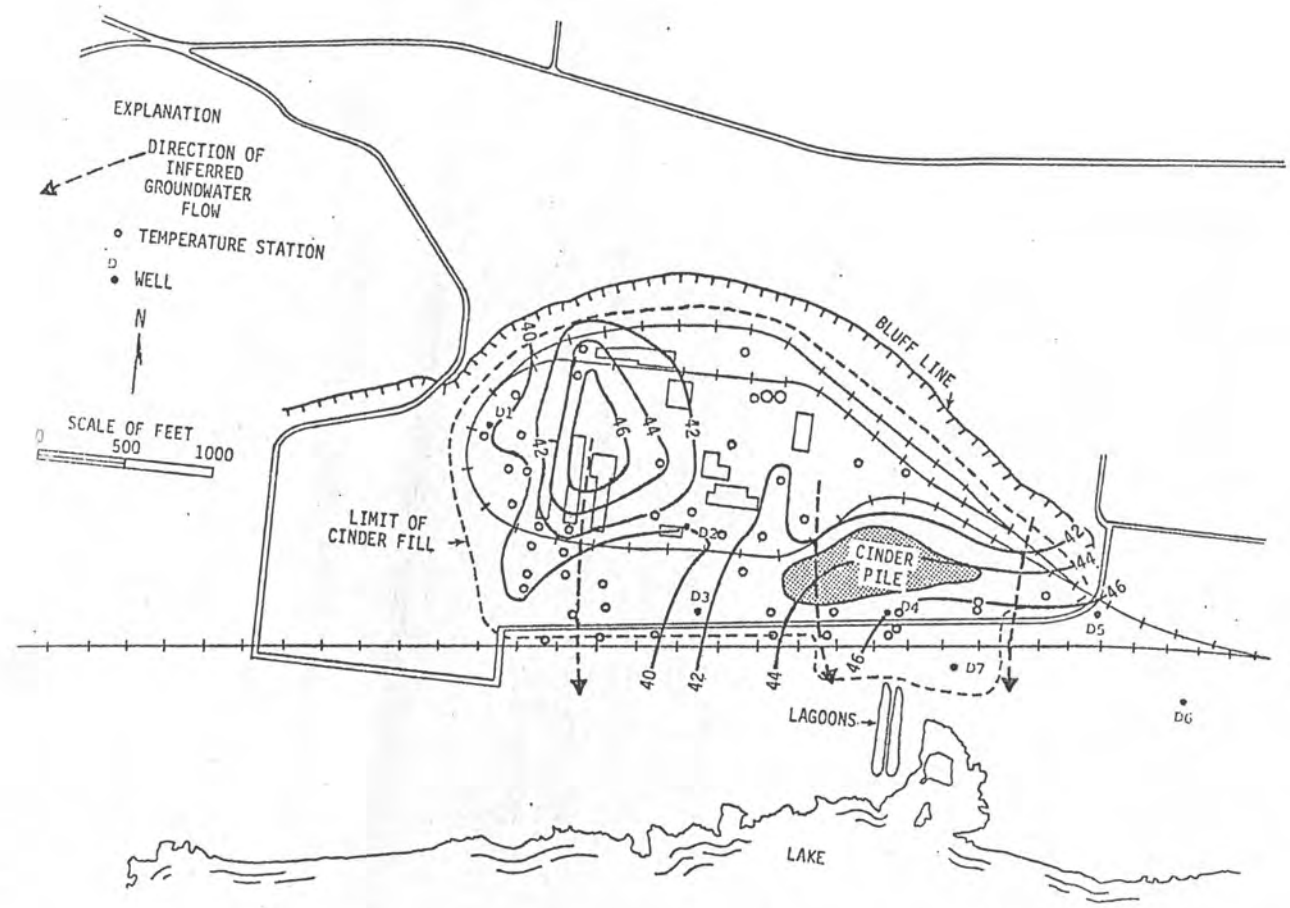 EXPLANATION
DIRECTION OF
INFERRED
GROUNDWATER
FLOW
TEMPERATURE STATION
D
WELL
N
SCALE OF FEET
0 500 1000
BLUFF LINE
40
42
46
44
42
D1
D2
LIMIT OF
CINDER FILL
CINDER
PILE
42
44
46
D3
D4
D5
40
42
44
46
D7
LAGOONS
D6
LAKE